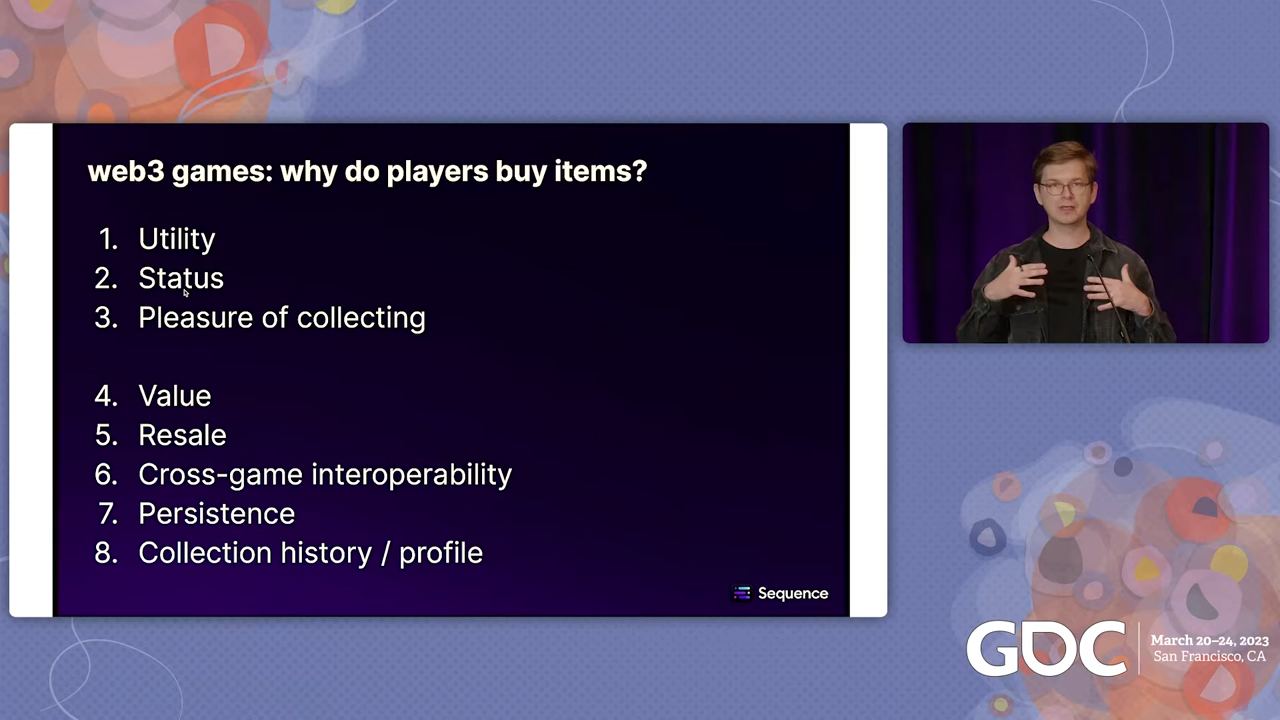 web3 games: why do players buy items?
1. Utility
2. Status
3. Pleasure of collecting
4. Value
5. Resale
6. Cross-game interoperability
7. Persistence
8. Collection history / profile
Sequence
GDC
March 20–24, 2023
San Francisco, CA